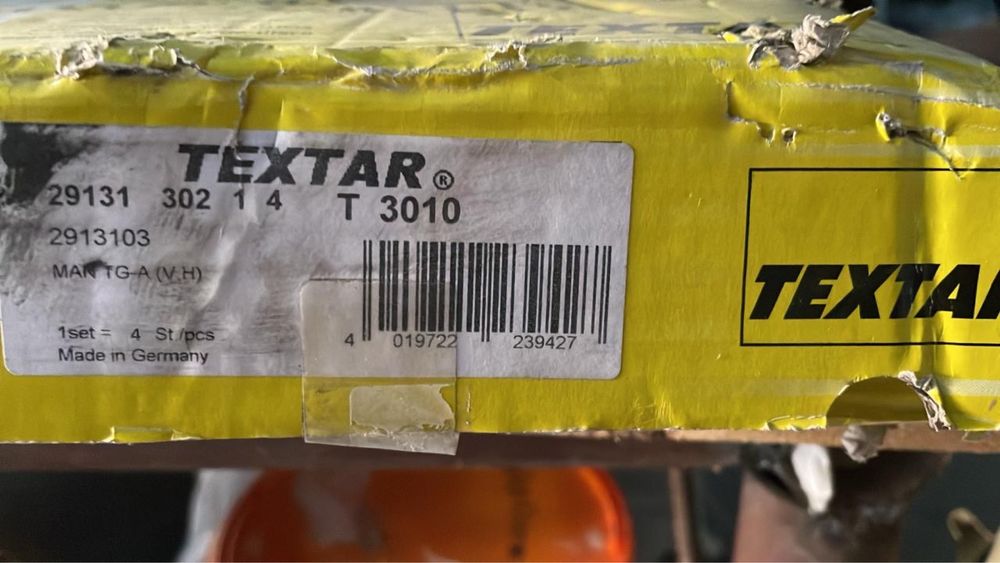 TEXTAR®
29131 302 1 4 T 3010
2913103
MAN TG-A (V,H)
1set = 4 St./pcs
Made in Germany
4 019722 239427
TEXTAR